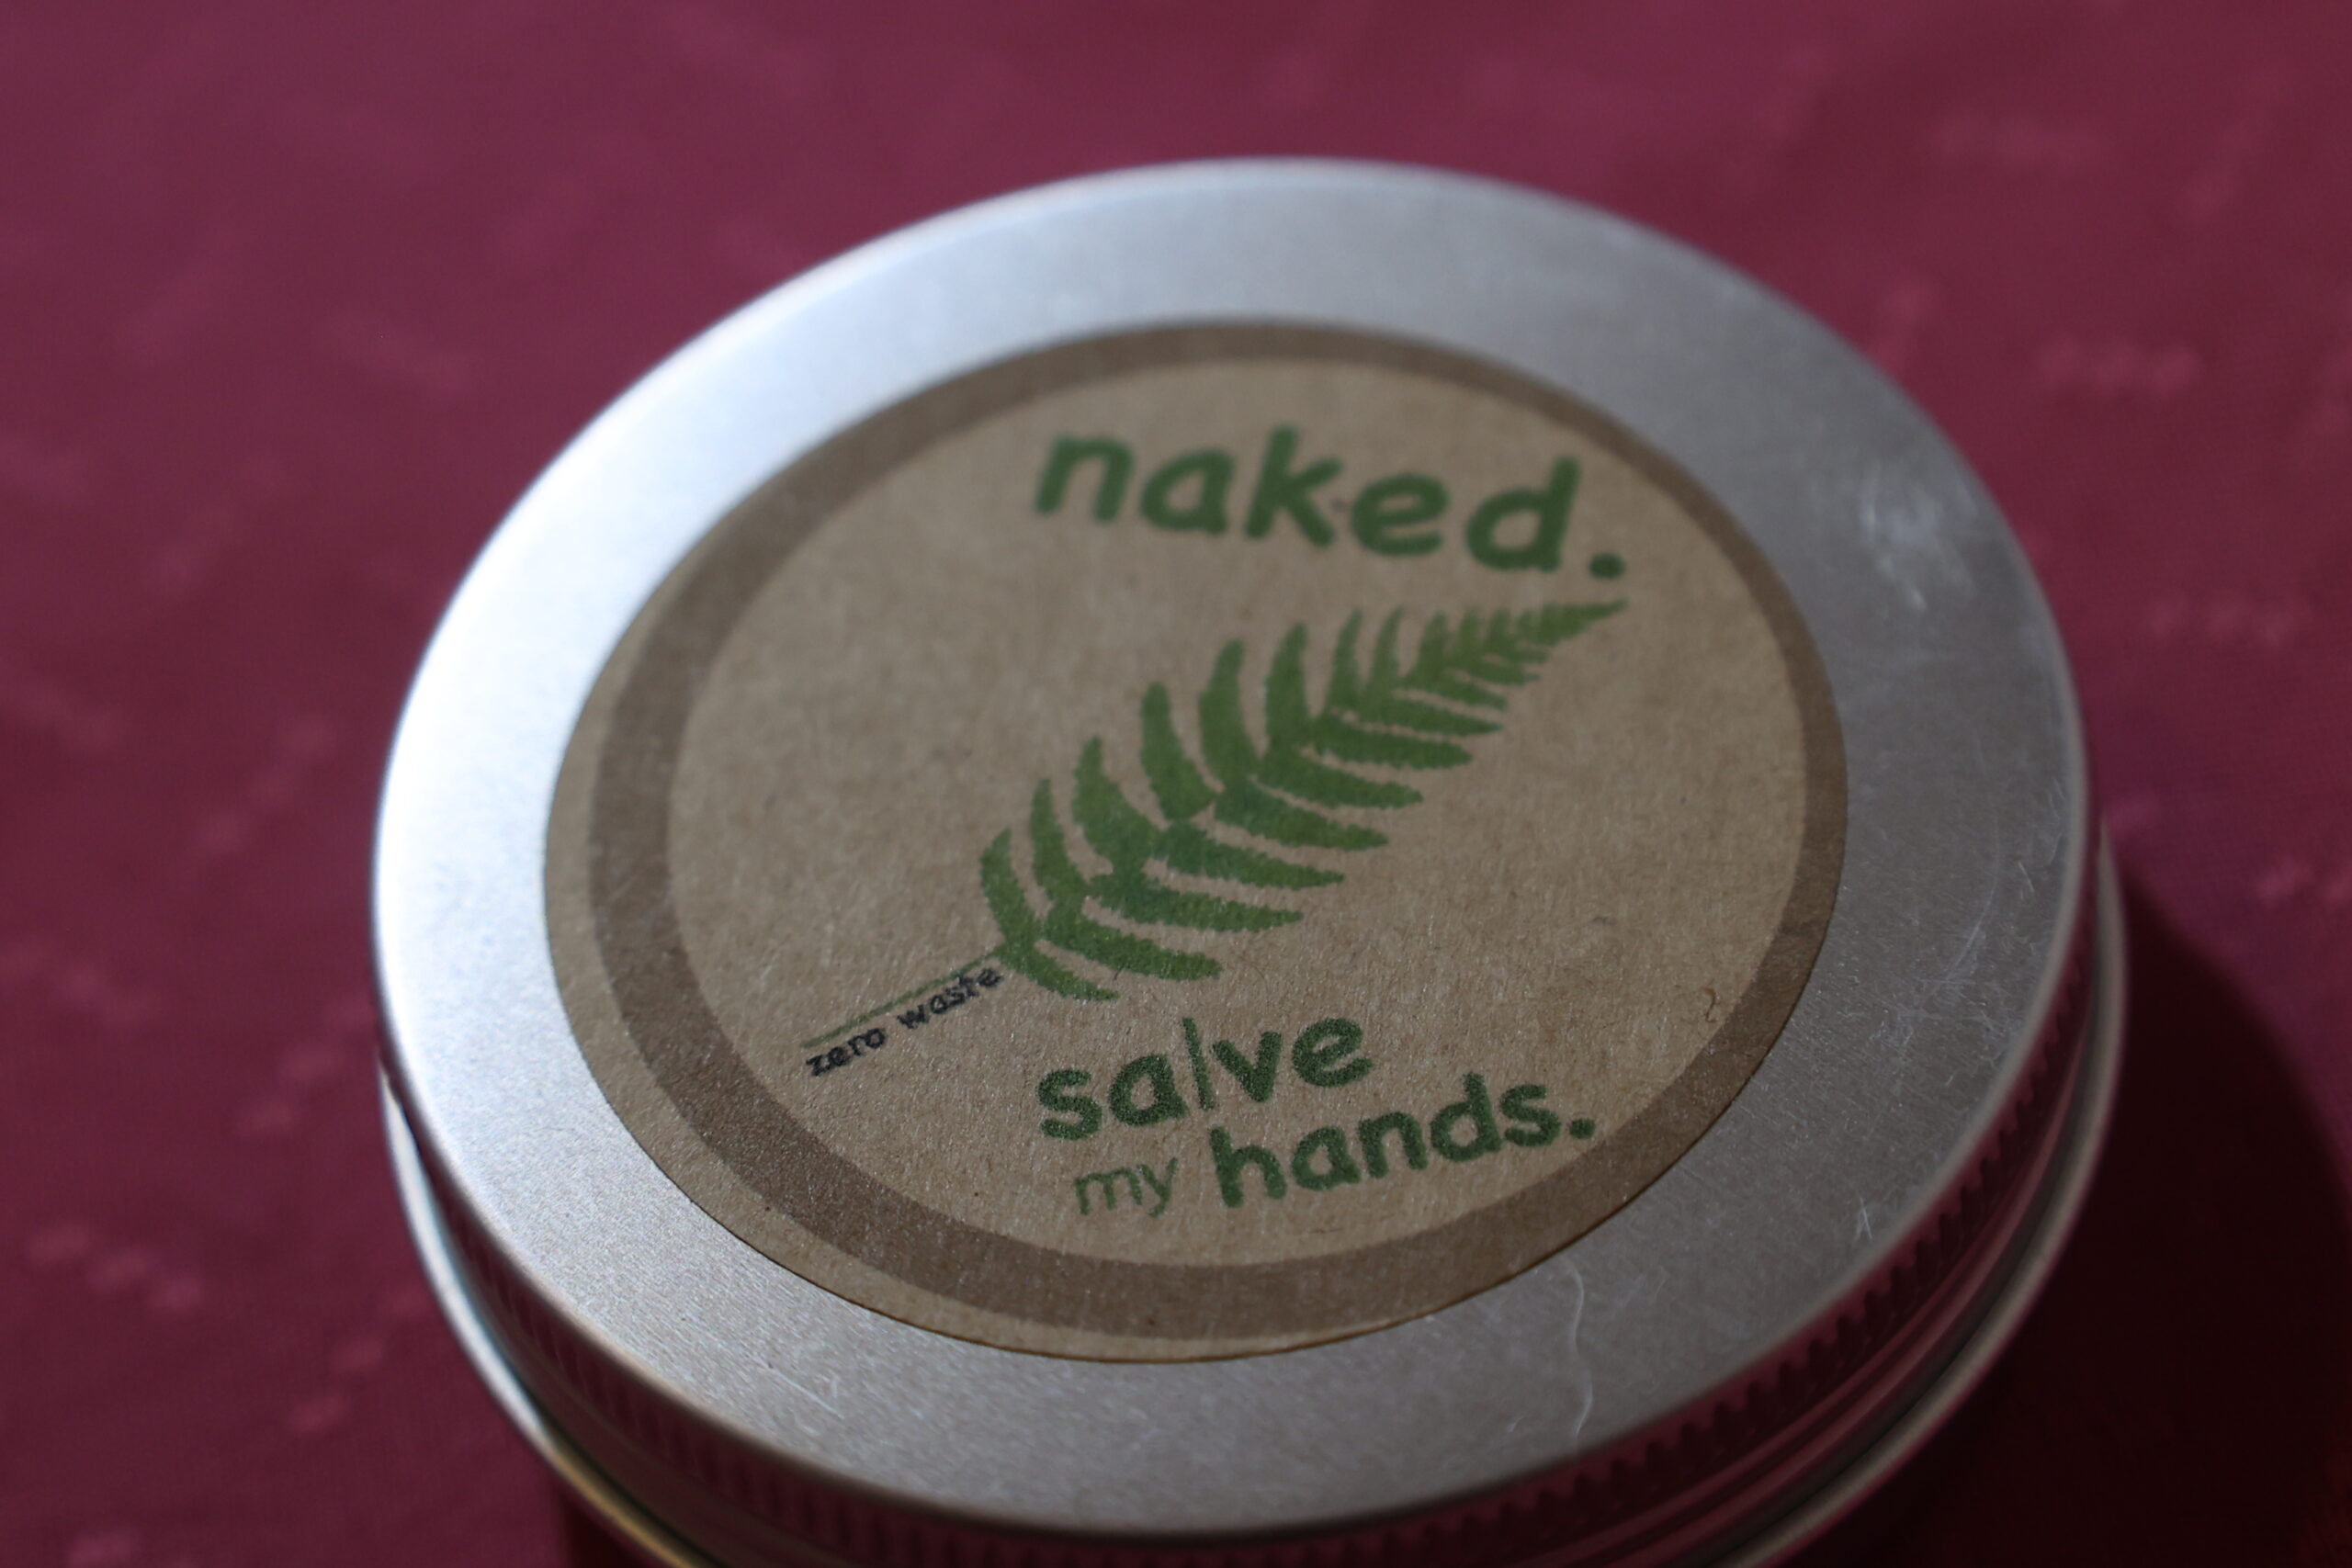 naked.
zero waste
salve
my hands.